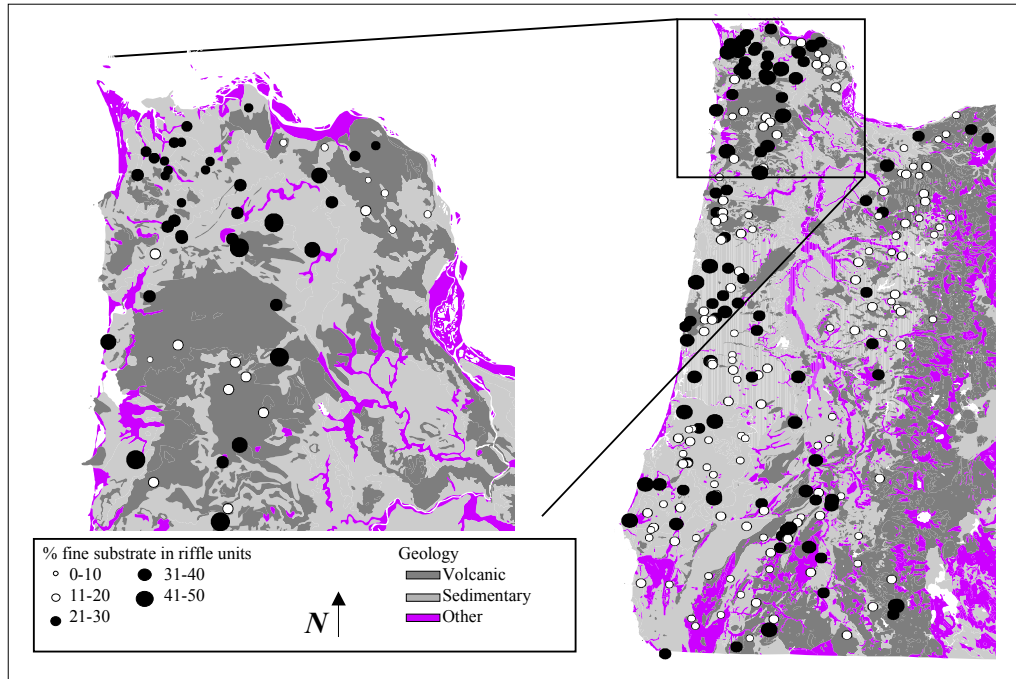 % fine substrate in riffle units
0-10
11-20
21-30
31-40
41-50
N
Geology
Volcanic
Sedimentary
Other